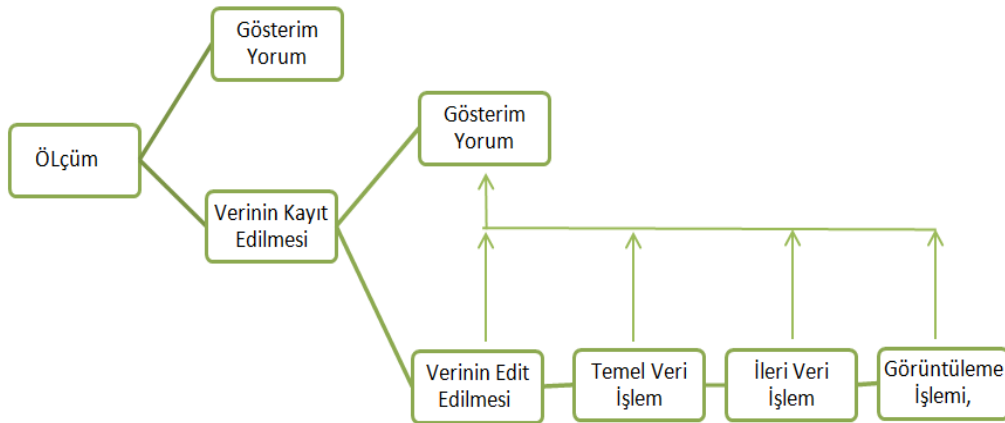 Gösterim
Yorum
ÖLçüm
Verinin Kayıt
Edilmesi
Gösterim
Yorum
Verinin Edit
Edilmesi
Temel Veri
İşlem
İleri Veri
İşlem
Görüntüleme
İşlemi,